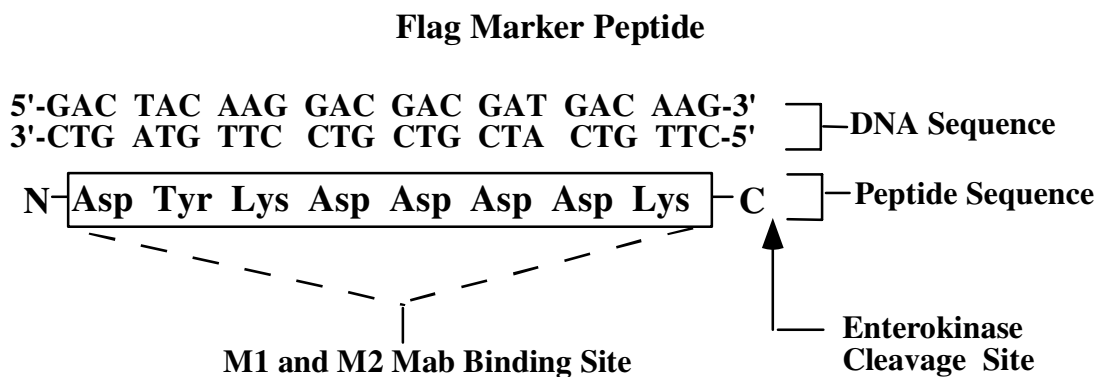 Flag Marker Peptide
5'-GAC TAC AAG GAC GAC GAT GAC AAG-3'
3'-CTG ATG TTC CTG CTG CTA CTG TTC-5'
DNA Sequence
N Asp Tyr Lys Asp Asp Asp Asp Lys C
Peptide Sequence
M1 and M2 Mab Binding Site
Enterokinase
Cleavage Site